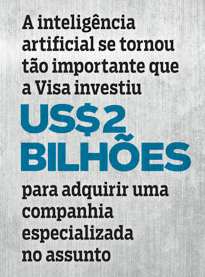 A inteligência
artificial se tornou
tão importante que
a Visa investiu
US$ 2
BILHÕES
para adquirir uma
companhia
especializada
no assunto